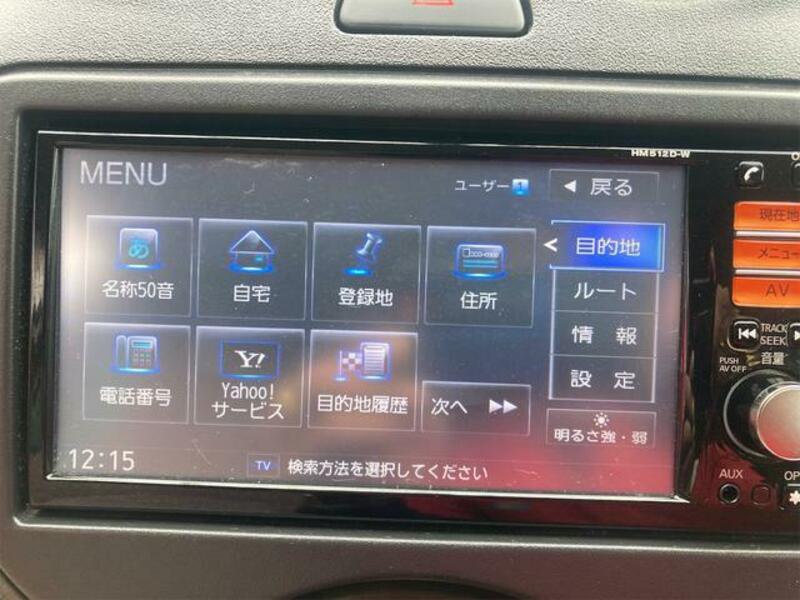 HM512D-W
MENU
ユーザー 1
戻る
あ
名称50音
自宅
登録地
住所
目的地
ルート
情報
設定
電話番号
Y!
Yahoo!
サービス
目的地履歴
次へ
明るさ強・弱
12:15
TV 検索方法を選択してください
現在地
メニュー
AV
TRACK
SEEK
PUSH
AV OFF
音量
AUX